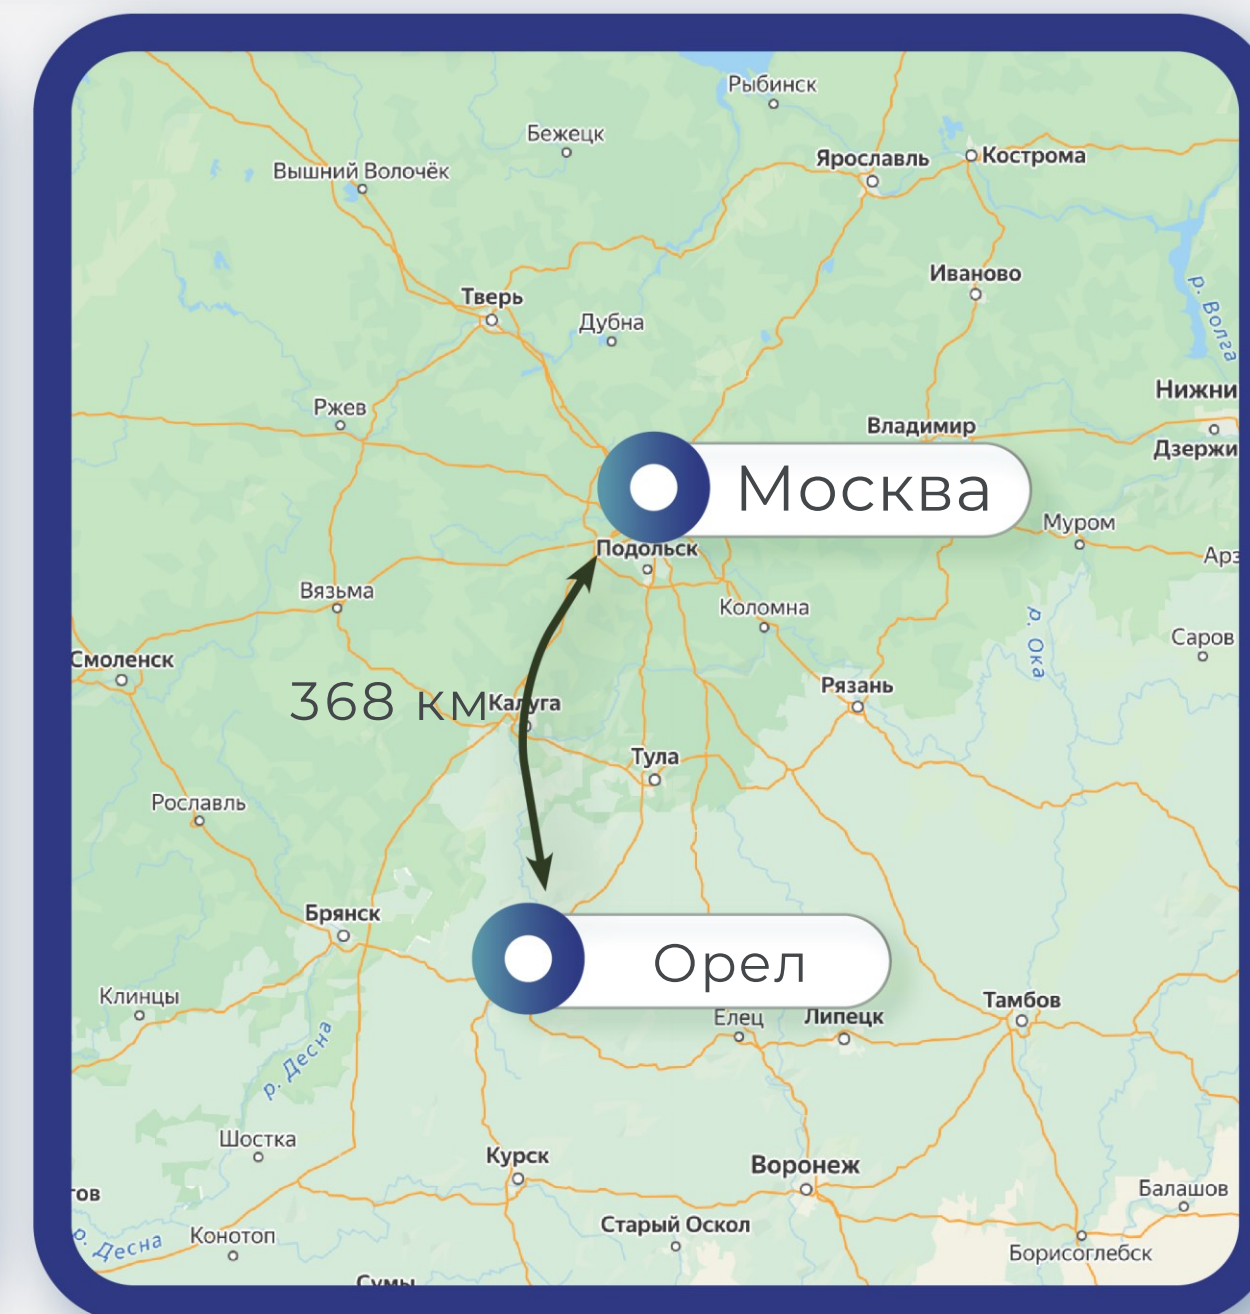 Рыбинск
Бежецк
Ярославль
Кострома
Вышний Волочёк
Иваново
Тверь
р. Волга
Дубна
Нижни
Ржев
Владимир
Дзержи
Москва
Муром
Подольск
Арз
Вязьма
Коломна
р. Ока
Саров
Смоленск
Рязань
368 км
Калуга
Тула
Рославль
Брянск
Орел
Клинцы
Тамбов
Елец
Липецк
р. Десна
Шостка
Курск
Воронеж
гов
Балашов
Старый Оскол
р. Десна
Конотоп
Борисоглебск
Сумы